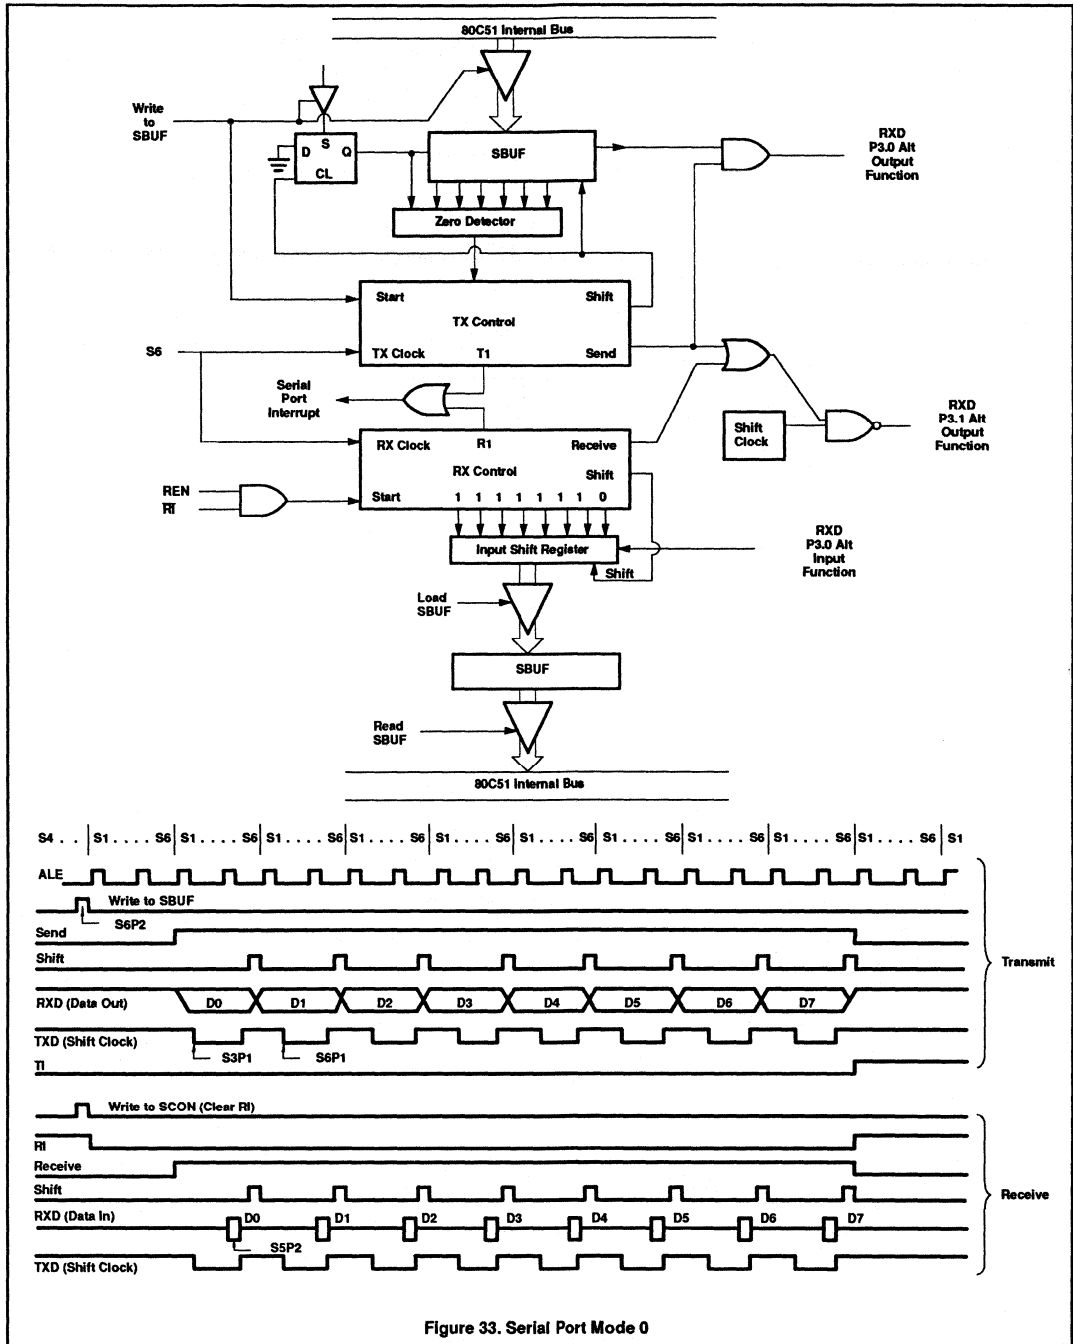 80C51 Internal Bus
Write
to
SBUF
S
D Q
CL
SBUF
RXD
P3.0 Alt
Output
Function
Zero Detector
Start Shift
TX Control
TX Clock T1 Send
S6
Serial
Port
Interrupt
RX Clock R1 Receive
RX Control
Shift
Start 1 1 1 1 1 1 1 0
REN
RI
Shift
Clock
RXD
P3.1 Alt
Output
Function
Input Shift Register
Shift
RXD
P3.0 Alt
Input
Function
Load
SBUF
SBUF
Read
SBUF
80C51 Internal Bus
S4 . . S1 . . . . S6 S1 . . . . S6 S1 . . . . S6 S1 . . . . S6 S1 . . . . S6 S1 . . . . S6 S1 . . . . S6 S1 . . . . S6 S1 . . . . S6 S1 . . . . S6 S1
ALE
Write to SBUF
S6P2
Send
Shift
Transmit
RXD (Data Out) D0 D1 D2 D3 D4 D5 D6 D7
TXD (Shift Clock)
S3P1 S6P1
TI
Write to SCON (Clear RI)
RI
Receive
Shift
Receive
RXD (Data In) D0 D1 D2 D3 D4 D5 D6 D7
S5P2
TXD (Shift Clock)
Figure 33. Serial Port Mode 0